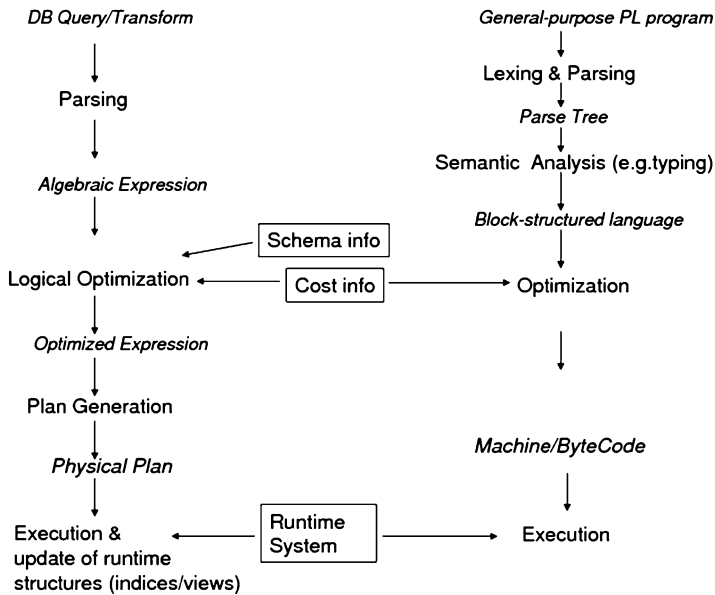 DB Query/Transform
Parsing
Algebraic Expression
Logical Optimization
Optimized Expression
Plan Generation
Physical Plan
Execution &
update of runtime
structures (indices/views)
Schema info
Cost info
Runtime
System
General-purpose PL program
Lexing & Parsing
Parse Tree
Semantic Analysis (e.g.typing)
Block-structured language
Optimization
Machine/ByteCode
Execution